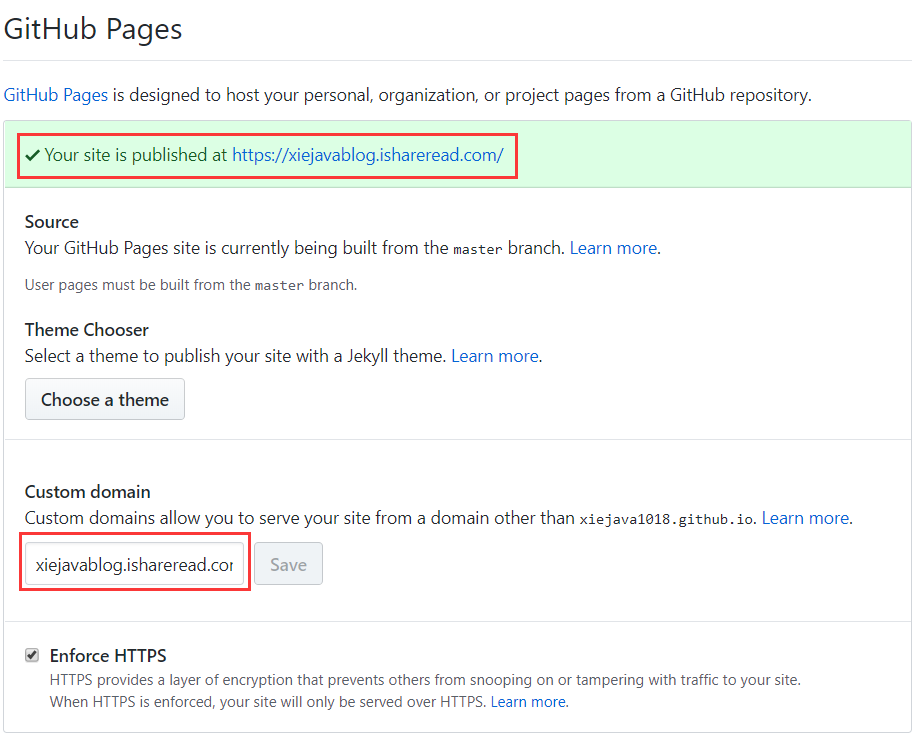 GitHub Pages
GitHub Pages is designed to host your personal, organization, or project pages from a GitHub repository.
✓ Your site is published at https://xiejavablog.ishareread.com/
Source
Your GitHub Pages site is currently being built from the master branch. Learn more.
User pages must be built from the master branch.
Theme Chooser
Select a theme to publish your site with a Jekyll theme. Learn more.
Choose a theme
Custom domain
Custom domains allow you to serve your site from a domain other than xiejava1018.github.io. Learn more.
xiejavablog.ishareread.cor Save
Enforce HTTPS
HTTPS provides a layer of encryption that prevents others from snooping on or tampering with traffic to your site.
When HTTPS is enforced, your site will only be served over HTTPS. Learn more.